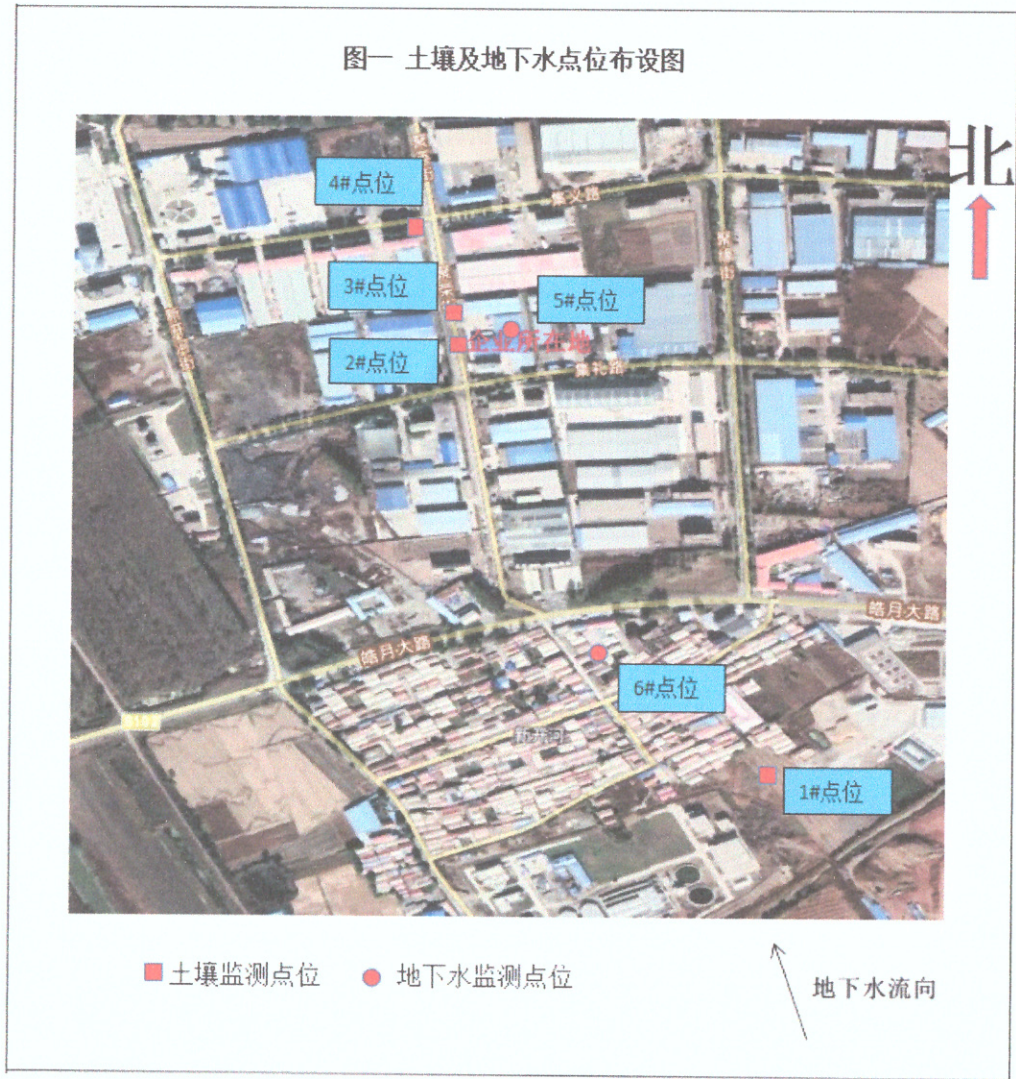 图一 土壤及地下水点位布设图
北
4#点位
集义路
3#点位
5#点位
企业所在地
2#点位
集礼路
皓月大路
皓月大路
6#点位
新开河
1#点位
土壤监测点位
地下水监测点位
地下水流向